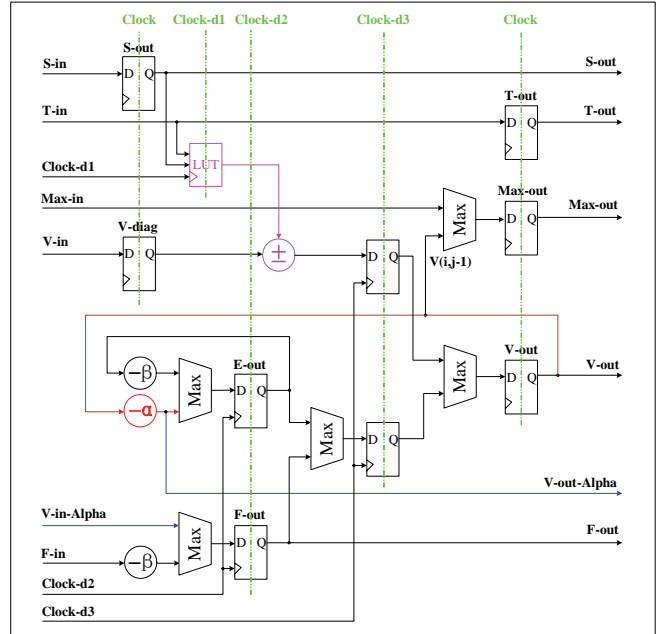 Clock Clock-d1 Clock-d2 Clock-d3 Clock
S-out
S-in D Q S-out
T-in T-out T-out
D Q
LUT
Clock-d1
Max-in Max Max-out Max-out
D Q
V-in V-diag
D Q ± D Q V(i,j-1)
E-out V-out
−β Max D Q Max D Q V-out
−α
Max D Q
V-out-Alpha
V-in-Alpha
Max F-out F-out
D Q
F-in −β
Clock-d2
Clock-d3